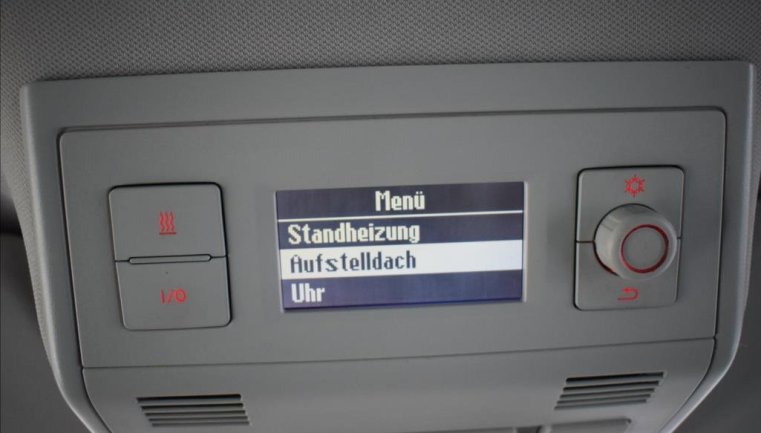 Menü
Standheizung
Aufstelldach
Uhr
I/O